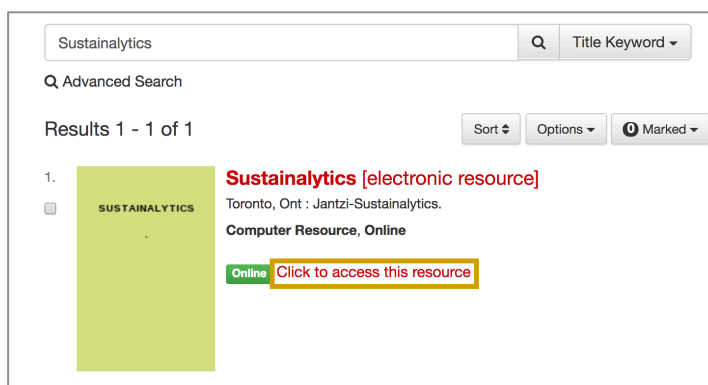 Sustainalytics
Title Keyword
Advanced Search
Results 1 - 1 of 1
Sort
Options
0 Marked
1.
SUSTAINALYTICS
Sustainalytics [electronic resource]
Toronto, Ont : Jantzi-Sustainalytics.
Computer Resource, Online
Online Click to access this resource